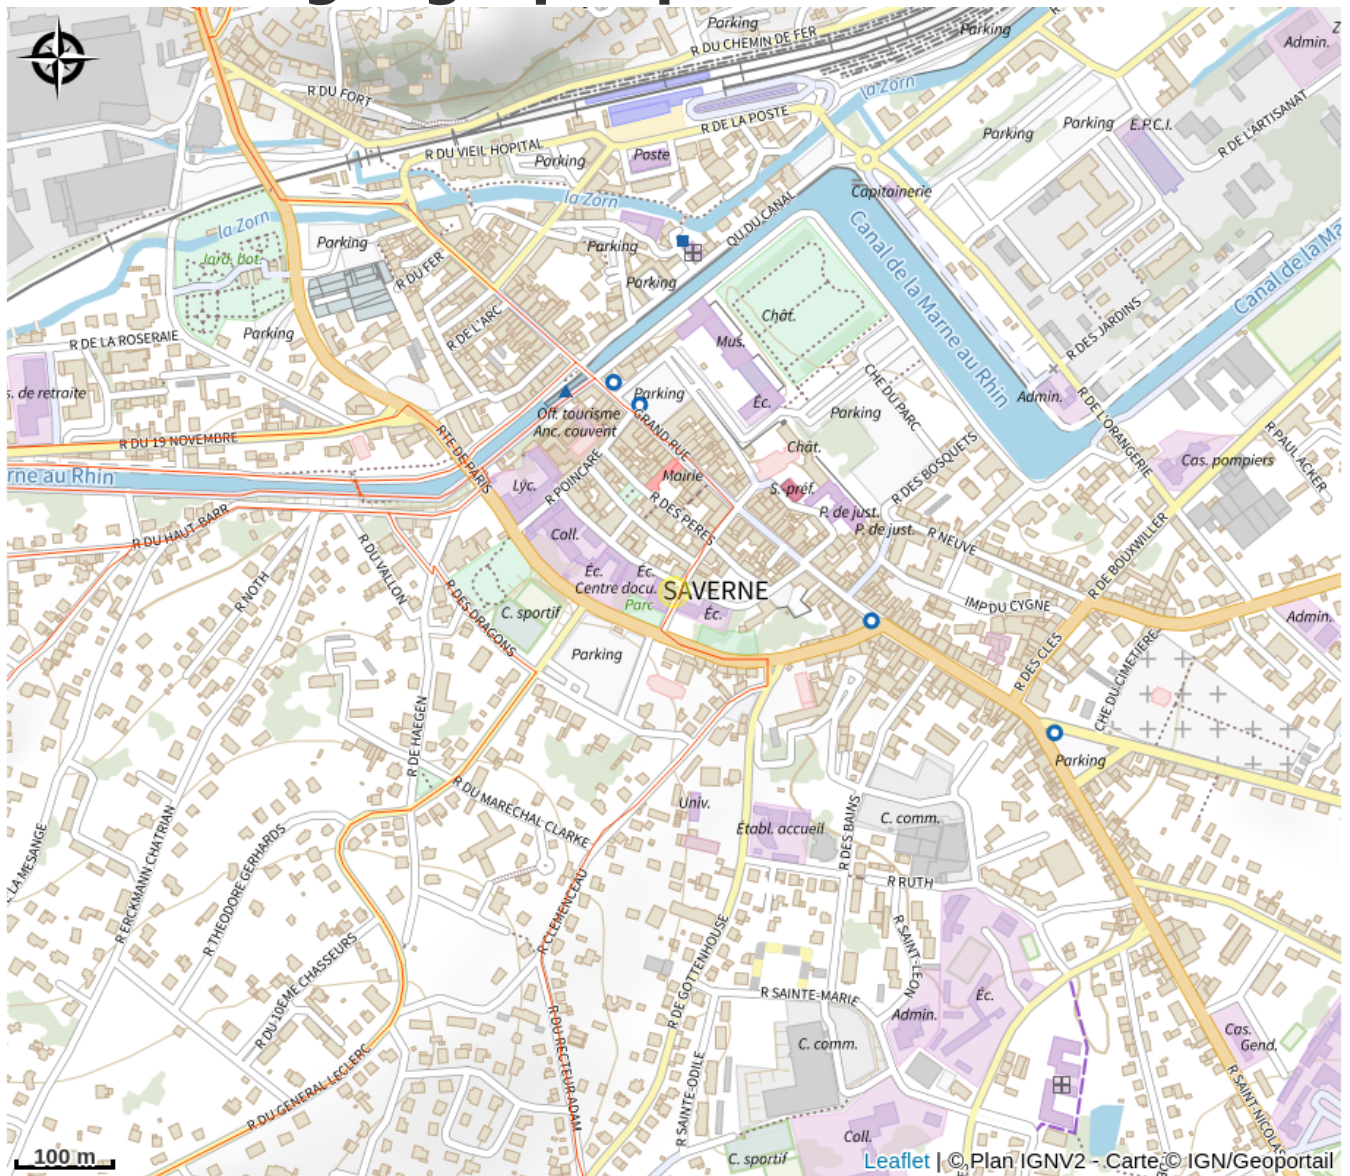 Parking
R DU CHEMIN DE FER
Parking
Admin.
R DU FORT
la Zorn
R DE LA POSTE
Parking
Parking
E.P.C.I.
R DE L'ARTISANAT
R DU VIEIL HOPITAL
Parking
Poste
Capitainerie
la Zorn
la Zorn
Parking
Jard. bot.
Parking
QU DU CANAL
Canal de la Marne au Rhin
Canal de la Ma
R DU FER
Parking
Chât.
R DE L'ARC
R DE LA ROSERAIE
Parking
Mus.
R DES JARDINS
s. de retraite
Parking
Éc.
CHE DU PARC
Parking
Admin.
R DE L'ORANGERIE
Off. tourisme
Anc. couvent
GRAND RUE
R DU 19 NOVEMBRE
RTE DE PARIS
Chât.
R DES BOSQUETS
R PAUL ACKER
Cas. pompiers
rne au Rhin
Lyc.
R POINCARE
Mairie
S.-préf.
R DES PERES
P. de just.
P. de just.
R NEUVE
R DU HAUT-BARR
Coll.
R DE BOUXWILLER
R DU VALLON
R NOTH
Éc.
Éc.
Centre docu.
SAVERNE
Parc
Éc.
R DES DRAGONS
C. sportif
IMP DU CYGNE
Admin.
Parking
R DES CLES
CHE DU CIMETIERE
R DE HAEGEN
Parking
R DU MARECHAL CLARKE
Univ.
Établ. accueil
R DES BAINS
C. comm.
LA MESANGE
R ERCKMANN CHATRIAN
R THEODORE GERHARDS
R RUTH
R CLEMENCEAU
R DE GOTTENHOUSE
R SAINT-LEON
R DU 10EME CHASSEURS
R SAINTE-MARIE
Éc.
Admin.
C. comm.
Cas.
Gend.
R DU RECTEUR ADAM
R DU GENERAL LECLERC
R SAINTE-ODILE
R SAINT-NICOLAS
Coll.
C. sportif
100 m
Leaflet | © Plan IGNV2 - Carte © IGN/Geoportail